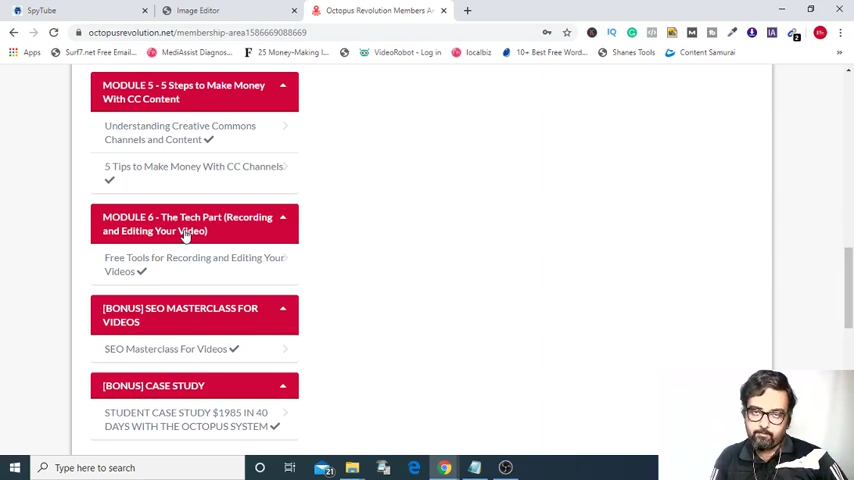 SpyTube
Image Editor
Octopus Revolution Members Ar
octopusrevolution.net/membership-area1586669088669
Apps
Surf7.net Free Email...
MediAssist Diagnos...
25 Money-Making I...
VideoRobot - Log in
localbiz
10+ Best Free Word...
Shanes Tools
Content Samurai
MODULE 5 - 5 Steps to Make Money
With CC Content
Understanding Creative Commons
Channels and Content
5 Tips to Make Money With CC Channels
MODULE 6 - The Tech Part (Recording
and Editing Your Video)
Free Tools for Recording and Editing Your
Videos
[BONUS] SEO MASTERCLASS FOR
VIDEOS
SEO Masterclass For Videos
[BONUS] CASE STUDY
STUDENT CASE STUDY $1985 IN 40
DAYS WITH THE OCTOPUS SYSTEM
Type here to search
21